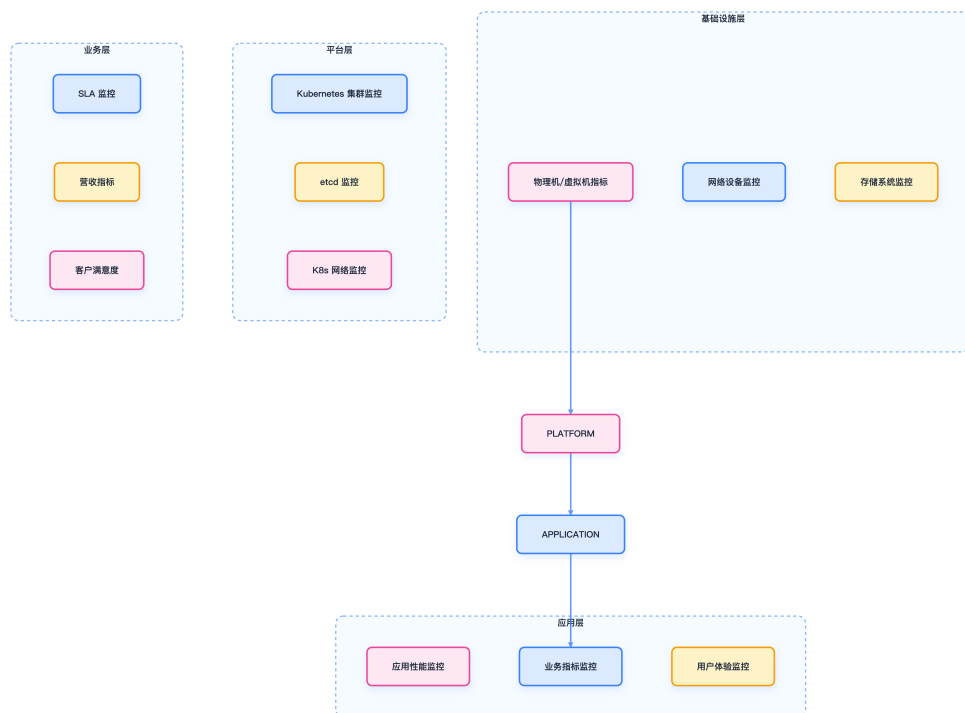 业务层
SLA 监控
营收指标
客户满意度
平台层
Kubernetes 集群监控
etcd 监控
K8s 网络监控
基础设施层
物理机/虚拟机指标
网络设备监控
存储系统监控
PLATFORM
APPLICATION
应用层
应用性能监控
业务指标监控
用户体验监控